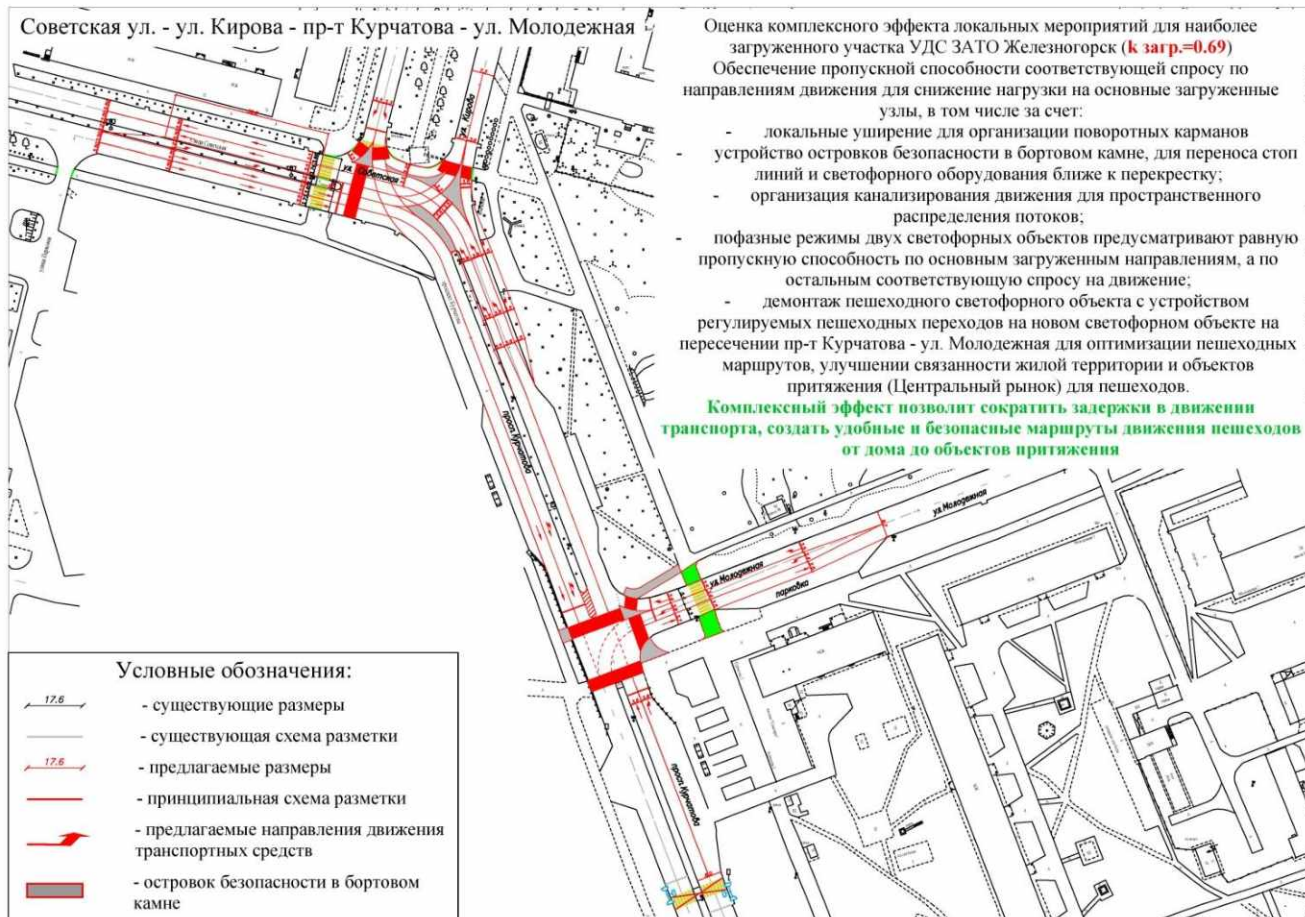 Советская ул. - ул. Кирова - пр-т Курчатова - ул. Молодежная
Оценка комплексного эффекта локальных мероприятий для наиболее
загруженного участка УДС ЗАТО Железногорск (k загр.=0.69)
Обеспечение пропускной способности соответствующей спросу по
направлениям движения для снижение нагрузки на основные загруженные
узлы, в том числе за счет:
- локальные уширение для организации поворотных карманов
- устройство островков безопасности в бортовом камне, для переноса стоп
линий и светофорного оборудования ближе к перекрестку;
- организация канализирования движения для пространственного
распределения потоков;
- пофазные режимы двух светофорных объектов предусматривают равную
пропускную способность по основным загруженным направлениям, а по
остальным соответствующую спросу на движение;
- демонтаж пешеходного светофорного объекта с устройством
регулируемых пешеходных переходов на новом светофорном объекте на
пересечении пр-т Курчатова - ул. Молодежная для оптимизации пешеходных
маршрутов, улучшении связанности жилой территории и объектов
притяжения (Центральный рынок) для пешеходов.
Комплексный эффект позволит сократить задержки в движении
транспорта, создать удобные и безопасные маршруты движения пешеходов
от дома до объектов притяжения
ул. Кирова
ул. Советская
просп. Курчатова
ул. Молодежная
ул. Молодежная
парковка
просп. Курчатова
Условные обозначения:
17.6 - существующие размеры
- существующая схема разметки
17.6 - предлагаемые размеры
- принципиальная схема разметки
- предлагаемые направления движения
транспортных средств
- островок безопасности в бортовом
камне